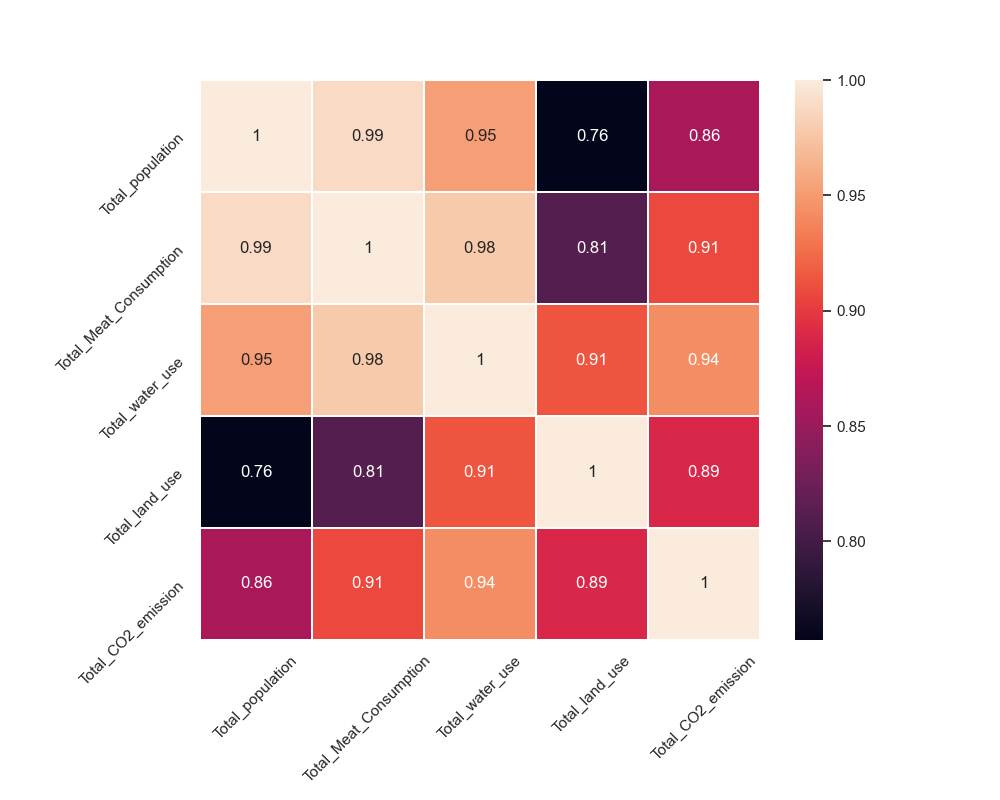 Total_population 1 0.99 0.95 0.76 0.86
Total_Meat_Consumption 0.99 1 0.98 0.81 0.91
Total_water_use 0.95 0.98 1 0.91 0.94
Total_land_use 0.76 0.81 0.91 1 0.89
Total_CO2_emission 0.86 0.91 0.94 0.89 1
Total_population
Total_Meat_Consumption
Total_water_use
Total_land_use
Total_CO2_emission
1.00
0.95
0.90
0.85
0.80